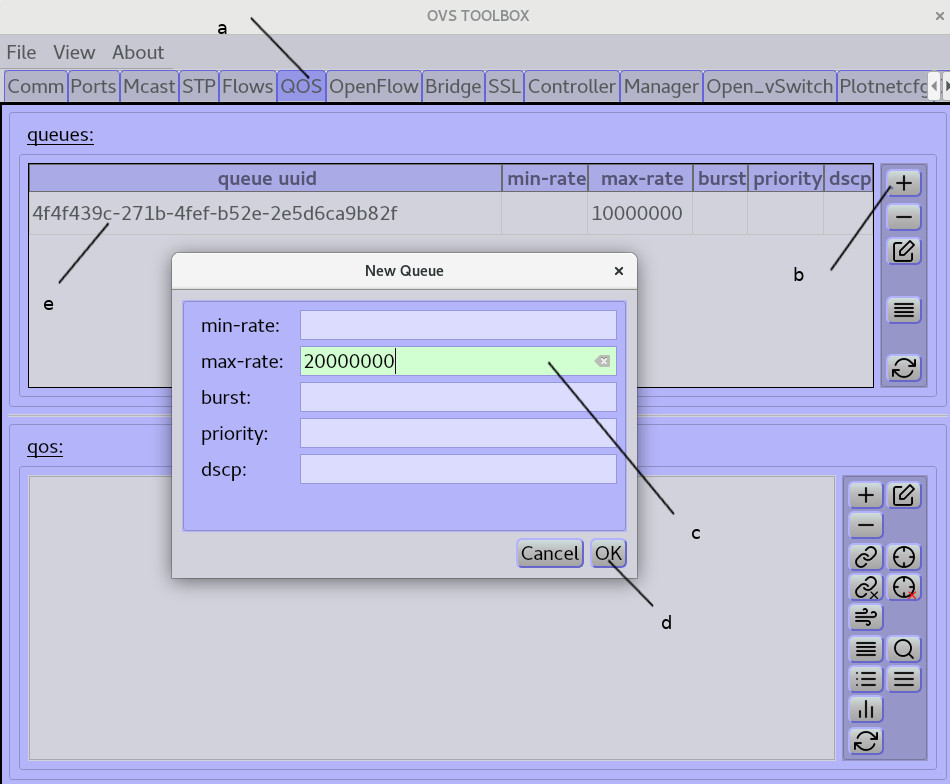 OVS TOOLBOX
a
File View About
Comm Ports Mcast STP Flows QOS OpenFlow Bridge SSL Controller Manager Open_vSwitch Plotnetcfg
queues:
queue uuid min-rate max-rate burst priority dscp
4f4f439c-271b-4fef-b52e-2e5d6ca9b82f 10000000
b
e
New Queue
min-rate:
max-rate: 20000000
burst:
priority:
dscp:
qos:
c
Cancel OK
d